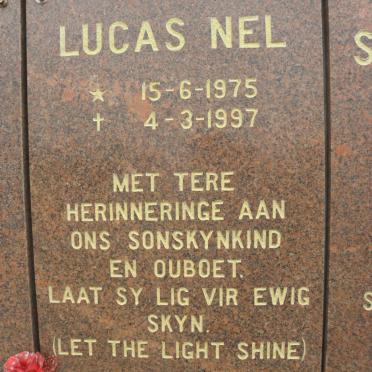 LUCAS NEL
★ 15-6-1975
✝ 4-3-1997
MET TERE
HERINNERINGE AAN
ONS SONSKYNKIND
EN OUBOET.
LAAT SY LIG VIR EWIG
SKYN.
(LET THE LIGHT SHINE)